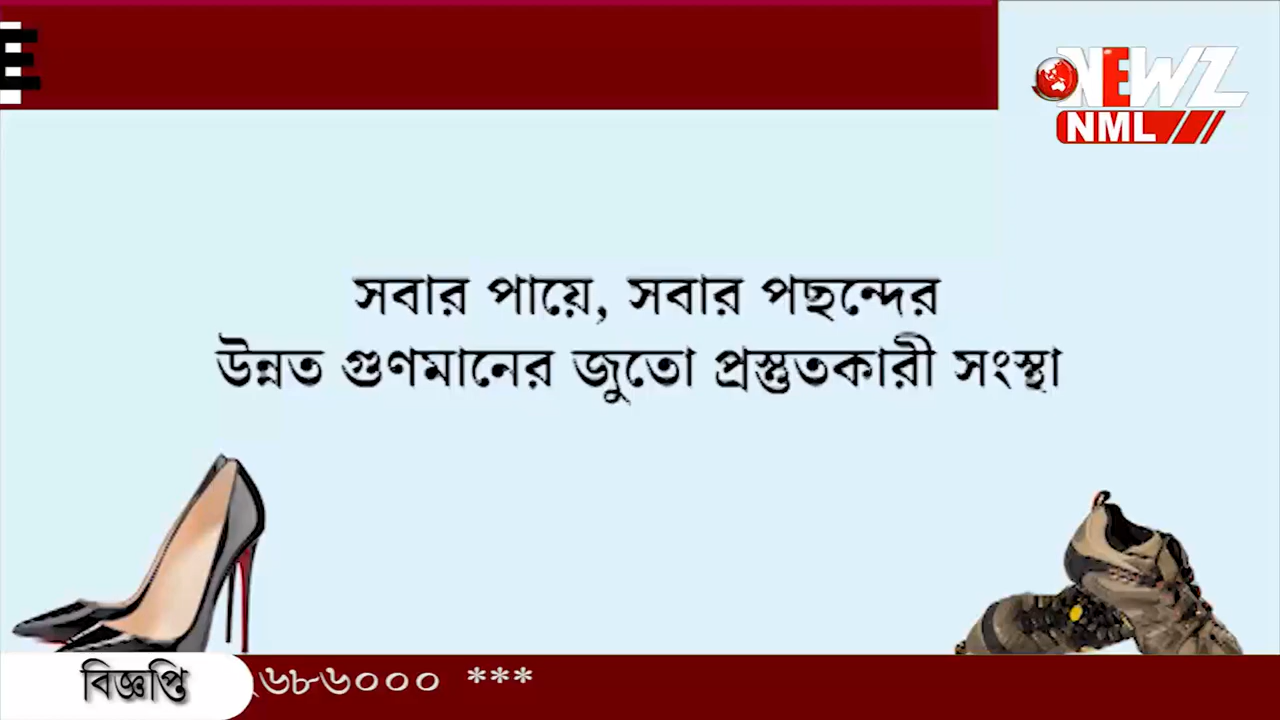 E
NEWZ
NML
সবার পায়ে, সবার পছন্দের
উন্নত গুণমানের জুতো প্রস্তুতকারী সংস্থা
বিজ্ঞপ্তি ৬৮৬০০০ ***